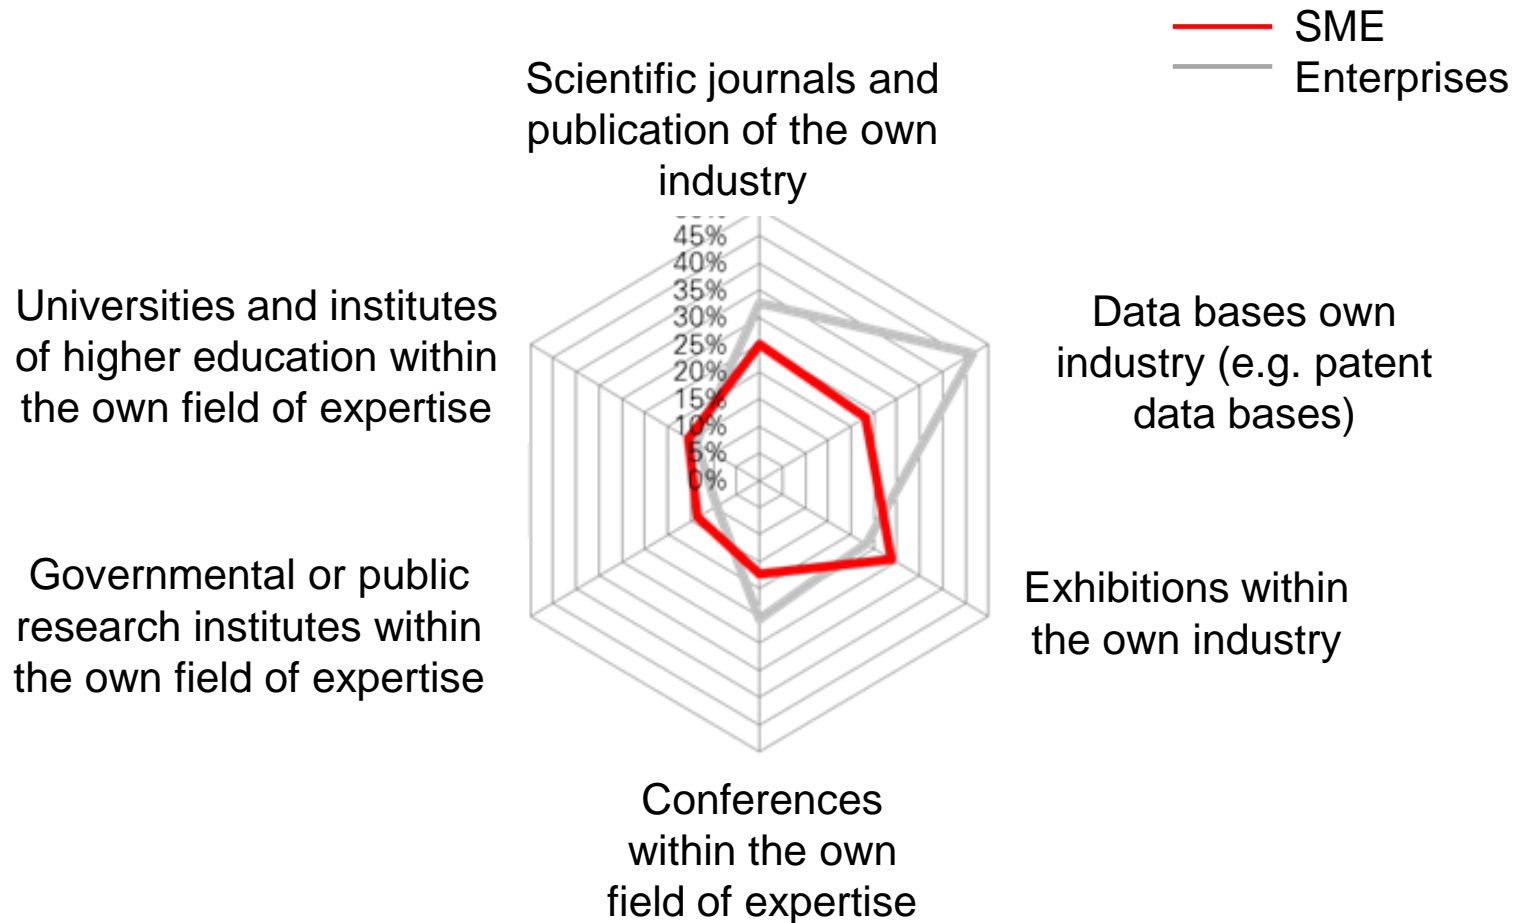 SME
Enterprises
Scientific journals and
publication of the own
industry
45%
40%
35%
30%
25%
20%
15%
10%
5%
0%
Universities and institutes
of higher education within
the own field of expertise
Data bases own
industry (e.g. patent
data bases)
Governmental or public
research institutes within
the own field of expertise
Exhibitions within
the own industry
Conferences
within the own
field of expertise